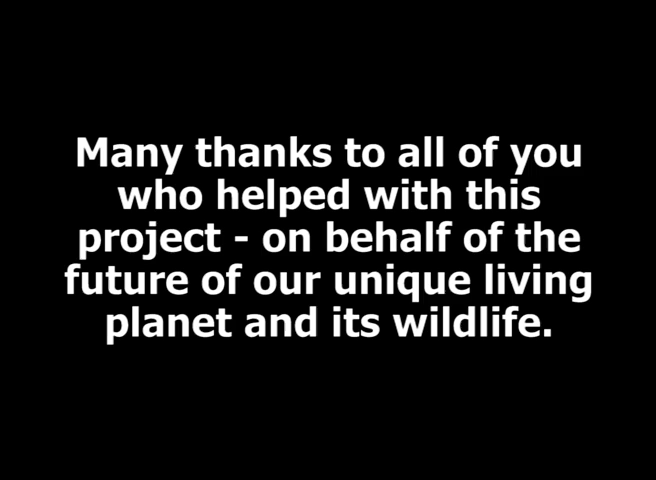 Many thanks to all of you
who helped with this
project - on behalf of the
future of our unique living
planet and its wildlife.